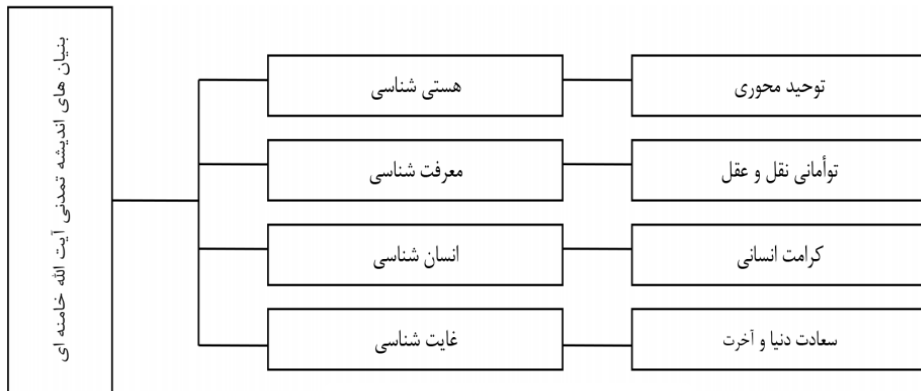 بنیان های اندیشه تمدنی آیت الله خامنه ای
هستی شناسی
توحید محوری
معرفت شناسی
توأمانی نقل و عقل
انسان شناسی
کرامت انسانی
غایت شناسی
سعادت دنیا و آخرت